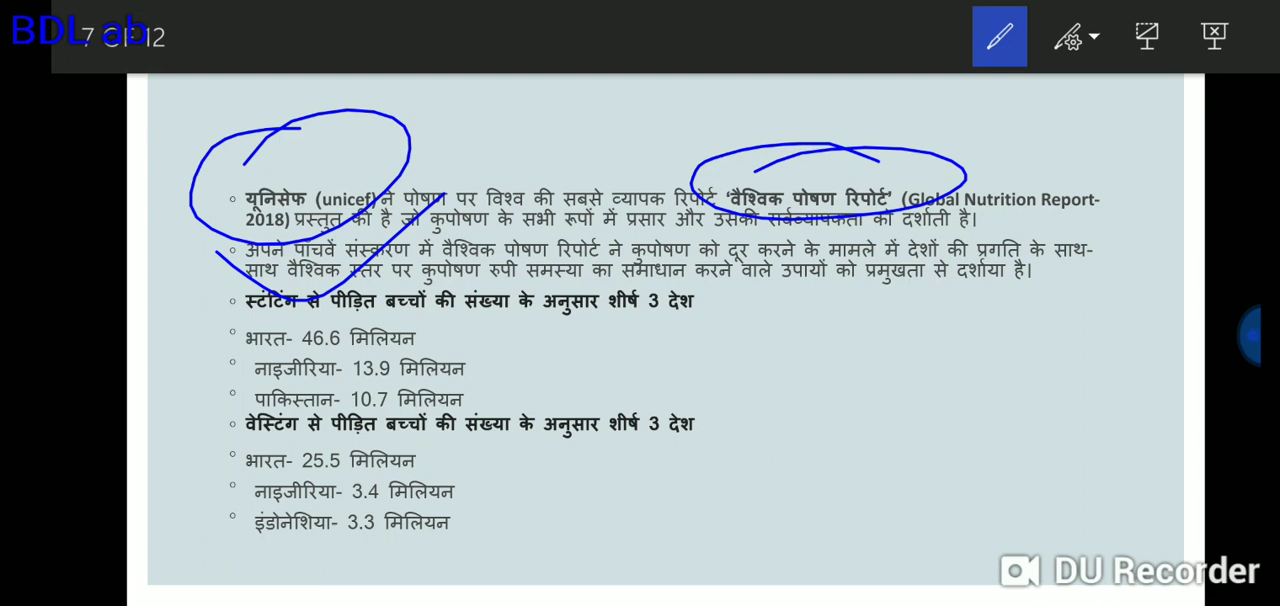 BDL ab
7 OF 12
यूनिसेफ (unicef) ने पोषण पर विश्व की सबसे व्यापक रिपोर्ट ‘वैश्विक पोषण रिपोर्ट’ (Global Nutrition Report-
2018) प्रस्तुत की है जो कुपोषण के सभी रूपों में प्रसार और उसकी सर्वव्यापकता को दर्शाती है।
अपने पांचवें संस्करण में वैश्विक पोषण रिपोर्ट ने कुपोषण को दूर करने के मामले में देशों की प्रगति के साथ-
साथ वैश्विक स्तर पर कुपोषण रुपी समस्या का समाधान करने वाले उपायों को प्रमुखता से दर्शाया है।
स्टंटिंग से पीड़ित बच्चों की संख्या के अनुसार शीर्ष 3 देश
भारत- 46.6 मिलियन
नाइजीरिया- 13.9 मिलियन
पाकिस्तान- 10.7 मिलियन
वेस्टिंग से पीड़ित बच्चों की संख्या के अनुसार शीर्ष 3 देश
भारत- 25.5 मिलियन
नाइजीरिया- 3.4 मिलियन
इंडोनेशिया- 3.3 मिलियन
DU Recorder